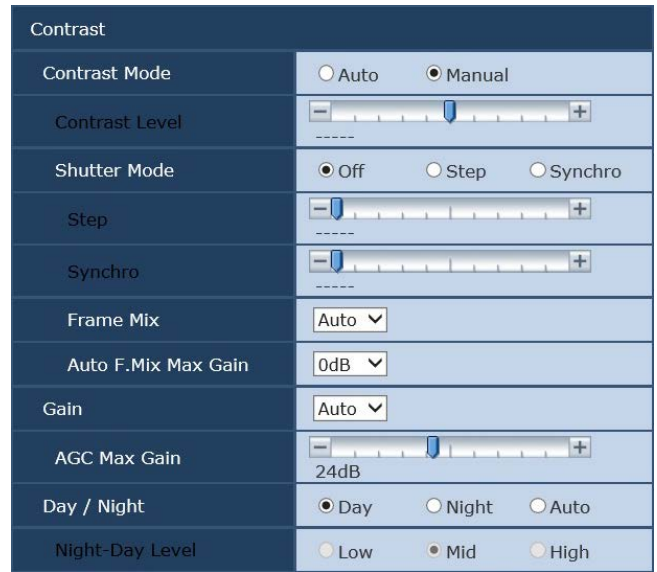 Contrast
Contrast Mode Auto Manual
Contrast Level - +
-----
Shutter Mode Off Step Synchro
Step - +
-----
Synchro - +
-----
Frame Mix Auto
Auto F.Mix Max Gain 0dB
Gain Auto
AGC Max Gain - +
24dB
Day / Night Day Night Auto
Night-Day Level Low Mid High